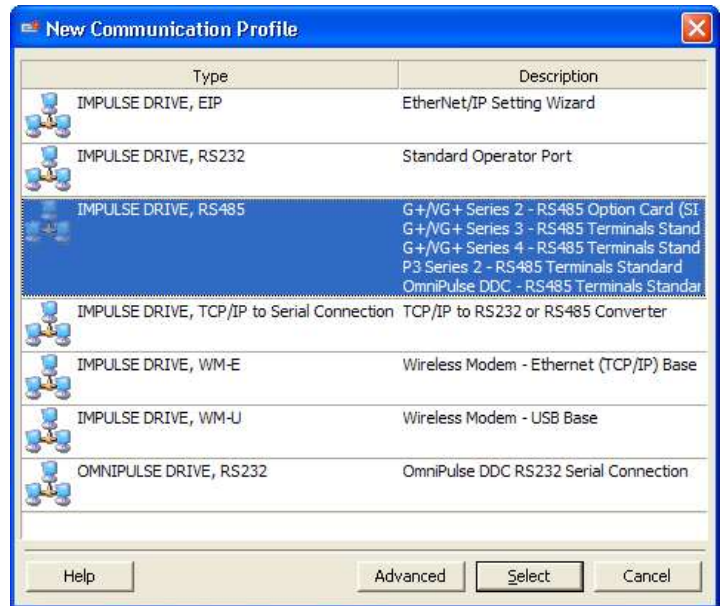 New Communication Profile
Type Description
IMPULSE DRIVE, EIP EtherNet/IP Setting Wizard
IMPULSE DRIVE, RS232 Standard Operator Port
IMPULSE DRIVE, RS485 G+/VG+ Series 2 - RS485 Option Card (SI
G+/VG+ Series 3 - RS485 Terminals Stand
G+/VG+ Series 4 - RS485 Terminals Stand
P3 Series 2 - RS485 Terminals Standard
OmniPulse DDC - RS485 Terminals Standar
IMPULSE DRIVE, TCP/IP to Serial Connection TCP/IP to RS232 or RS485 Converter
IMPULSE DRIVE, WM-E Wireless Modem - Ethernet (TCP/IP) Base
IMPULSE DRIVE, WM-U Wireless Modem - USB Base
OMNIPULSE DRIVE, RS232 OmniPulse DDC RS232 Serial Connection
Help Advanced Select Cancel